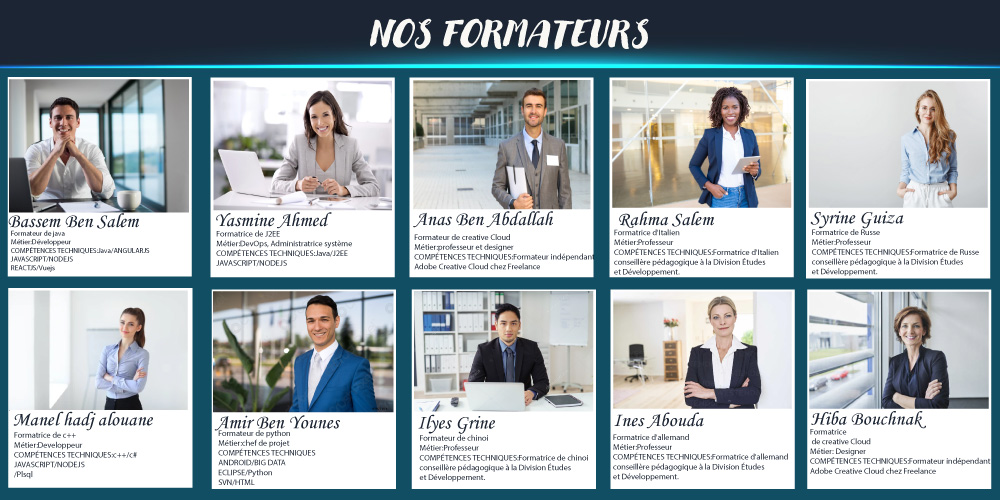 NOS FORMATEURS
Bassem Ben Salem
Formateur de java
Métier:Développeur
COMPÉTENCES TECHNIQUES:Java/ANGULARJS
JAVASCRIPT/NODEJS
REACTJS/Vuejs
Yasmine Ahmed
Formatrice de J2EE
Métier:DevOps, Administratrice système
COMPÉTENCES TECHNIQUES:Java/J2EE
JAVASCRIPT/NODEJS
Anas Ben Abdallah
Formateur de creative Cloud
Métier:professeur et designer
COMPÉTENCES TECHNIQUES:Formateur indépendant
Adobe Creative Cloud chez Freelance
Rahma Salem
Formatrice d'Italien
Métier:Professeur
COMPÉTENCES TECHNIQUES:Formatrice d'Italien
conseillère pédagogique à la Division Études
et Développement.
Syrine Guiza
Formatrice de Russe
Métier:Professeur
COMPÉTENCES TECHNIQUES:Formatrice de Russe
conseillère pédagogique à la Division Études
et Développement.
Manel hadj alouane
Formatrice de c++
Métier:Developpeur
COMPÉTENCES TECHNIQUES:c++/c#
JAVASCRIPT/NODEJS
/Plsql
Amir Ben Younes
Formateur de python
Métier:chef de projet
COMPÉTENCES TECHNIQUES
ANDROID/BIG DATA
ECLIPSE/Python
SVN/HTML
Ilyes Grine
Formateur de chinoi
Métier:Professeur
COMPÉTENCES TECHNIQUES:Formatrice de chinoi
conseillère pédagogique à la Division Études
et Développement.
Ines Abouda
Formatrice d'allemand
Métier:Professeur
COMPÉTENCES TECHNIQUES:Formatrice d'allemand
conseillère pédagogique à la Division Études
et Développement.
Hiba Bouchnak
Formatrice
de creative Cloud
Métier: Designer
COMPÉTENCES TECHNIQUES:Formateur indépendant
Adobe Creative Cloud chez Freelance